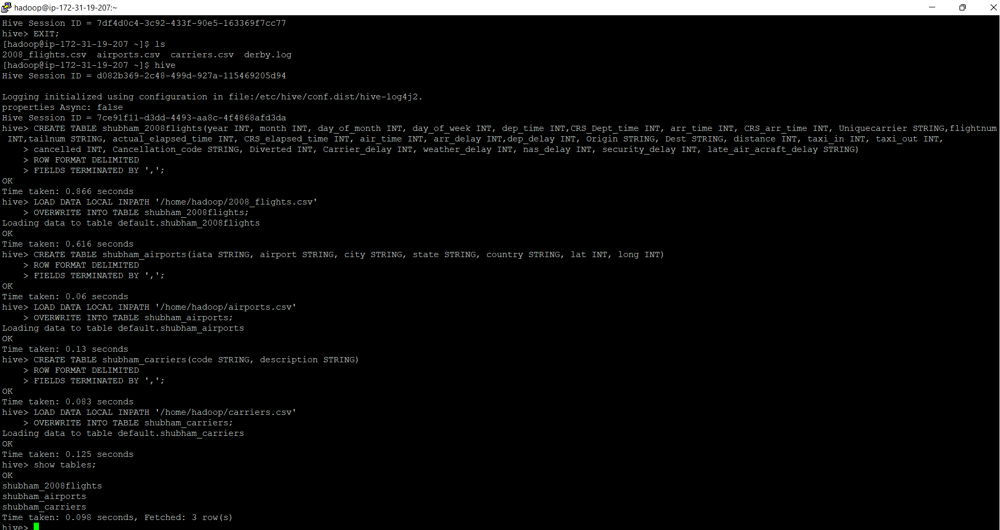 hadoop@ip-172-31-19-207:~
Hive Session ID = 7df4d0c4-3c92-433f-90e5-163369f7cc77
hive> EXIT;
[hadoop@ip-172-31-19-207 ~]$ ls
2008_flights.csv  airports.csv  carriers.csv  derby.log
[hadoop@ip-172-31-19-207 ~]$ hive
Hive Session ID = d082b369-2c48-499d-927a-115469205d94

Logging initialized using configuration in file:/etc/hive/conf.dist/hive-log4j2.
properties Async: false
Hive Session ID = 7ce91f11-d3dd-4493-aa8c-4f4868afd3da
hive> CREATE TABLE shubham_2008flights(year INT, month INT, day_of_month INT, day_of_week INT, dep_time INT,CRS_Dept_time INT, arr_time INT, CRS_arr_time INT, Uniquecarrier STRING,flightnum
 INT,tailnum STRING, actual_elapsed_time INT, CRS_elapsed_time INT, air_time INT, arr_delay INT,dep_delay INT, Origin STRING, Dest STRING, distance INT, taxi_in INT, taxi_out INT,
    > cancelled INT, Cancellation_code STRING, Diverted INT, Carrier_delay INT, weather_delay INT, nas_delay INT, security_delay INT, late_air_acraft_delay STRING)
    > ROW FORMAT DELIMITED
    > FIELDS TERMINATED BY ',';
OK
Time taken: 0.866 seconds
hive> LOAD DATA LOCAL INPATH '/home/hadoop/2008_flights.csv'
    > OVERWRITE INTO TABLE shubham_2008flights;
Loading data to table default.shubham_2008flights
OK
Time taken: 0.616 seconds
hive> CREATE TABLE shubham_airports(iata STRING, airport STRING, city STRING, state STRING, country STRING, lat INT, long INT)
    > ROW FORMAT DELIMITED
    > FIELDS TERMINATED BY ',';
OK
Time taken: 0.06 seconds
hive> LOAD DATA LOCAL INPATH '/home/hadoop/airports.csv'
    > OVERWRITE INTO TABLE shubham_airports;
Loading data to table default.shubham_airports
OK
Time taken: 0.13 seconds
hive> CREATE TABLE shubham_carriers(code STRING, description STRING)
    > ROW FORMAT DELIMITED
    > FIELDS TERMINATED BY ',';
OK
Time taken: 0.083 seconds
hive> LOAD DATA LOCAL INPATH '/home/hadoop/carriers.csv'
    > OVERWRITE INTO TABLE shubham_carriers;
Loading data to table default.shubham_carriers
OK
Time taken: 0.125 seconds
hive> show tables;
OK
shubham_2008flights
shubham_airports
shubham_carriers
Time taken: 0.098 seconds, Fetched: 3 row(s)
hive>